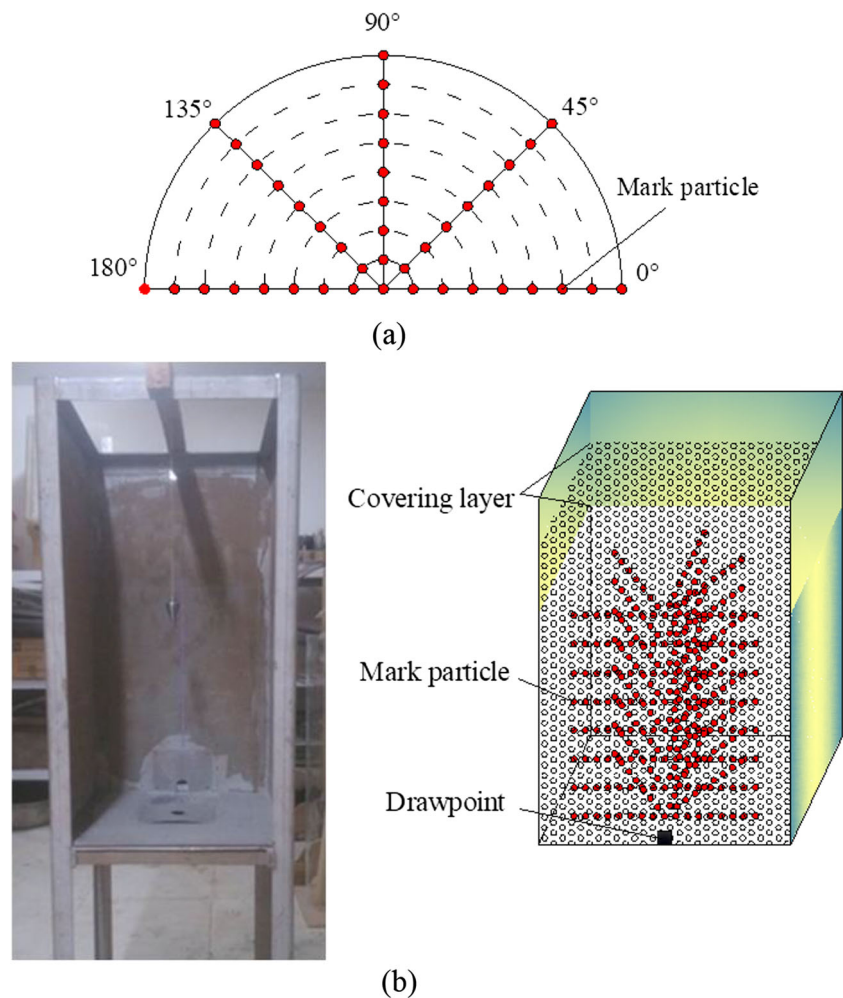 90°
135°
45°
Mark particle
180°
0°
(a)
Covering layer
Mark particle
Drawpoint
(b)